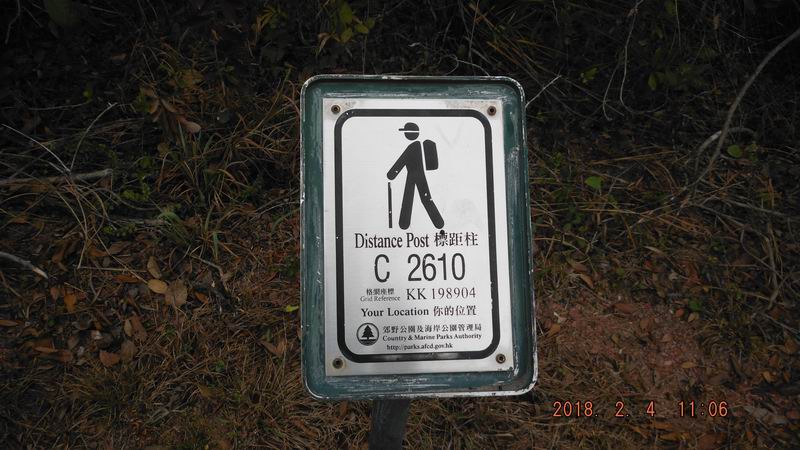 Distance Post 標距柱
C 2610
格網座標
Grid Reference KK 198904
Your Location 你的位置
郊野公園及海岸公園管理局
Country & Marine Parks Authority
http://parks.afcd.gov.hk
2018. 2. 4 11:06